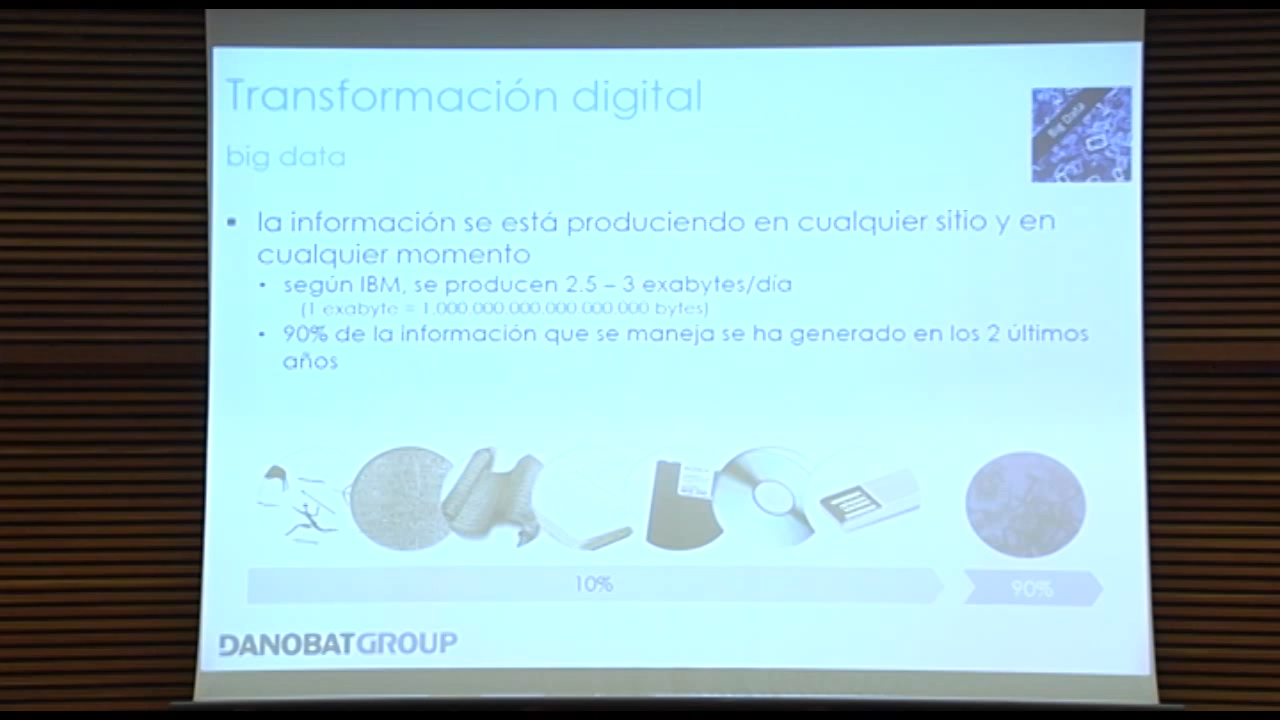 Transformación digital
Big Data
big data
▪ la información se está produciendo en cualquier sitio y en
cualquier momento
• según IBM, se producen 2.5 – 3 exabytes/día
(1 exabyte = 1.000.000.000.000.000.000 bytes)
• 90% de la información que se maneja se ha generado en los 2 últimos
años
10%
90%
DANOBATGROUP